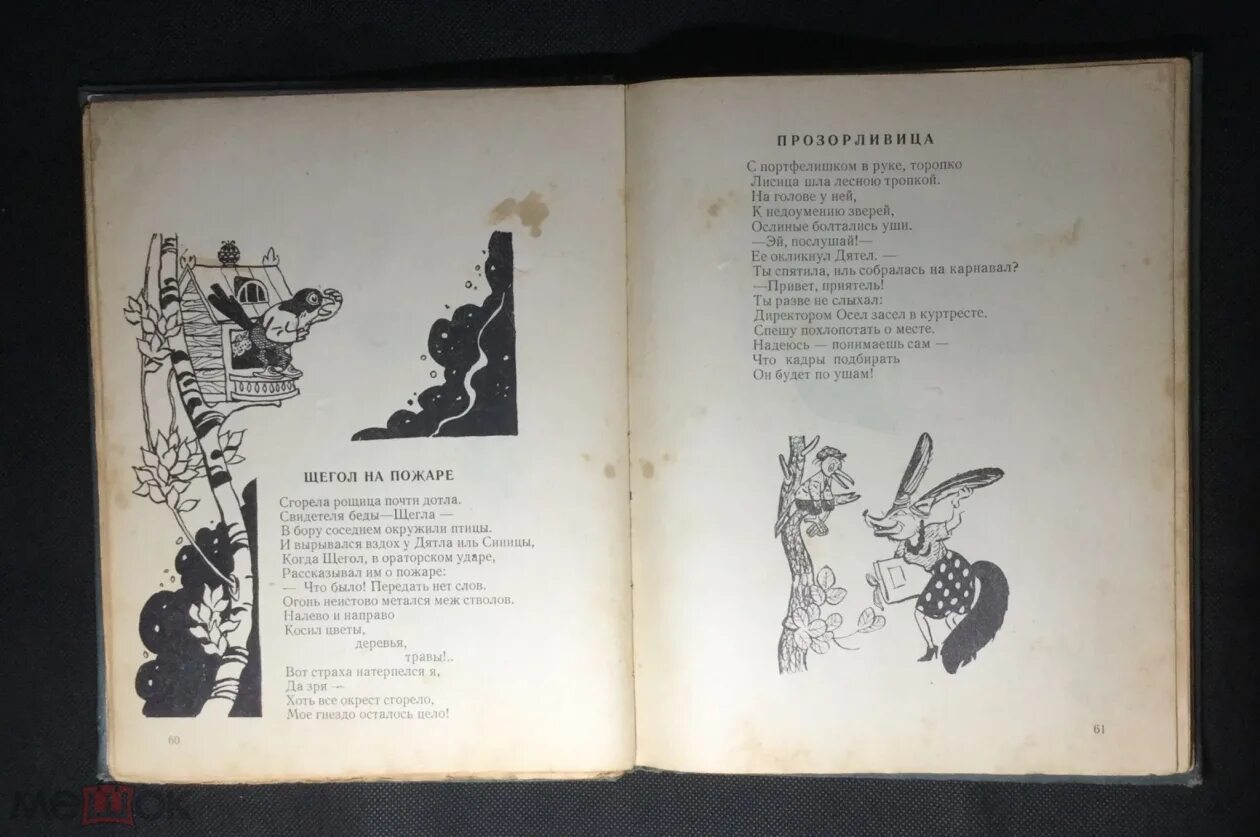 ЩЕГОЛ НА ПОЖАРЕ
Сгорела рощица почти дотла.
Свидетеля беды—Щегла —
В бору соседнем окружили птицы.
И вырывался вздох у Дятла иль Синицы,
Когда Щегол, в ораторском ударе,
Рассказывал им о пожаре:
— Что было! Передать нет слов.
Огонь неистово метался меж стволов.
Налево и направо
Косил цветы,
деревья,
травы!..
Вот страха натерпелся я,
Да зря —
Хоть все окрест сгорело,
Мое гнездо осталось цело!
60
ПРОЗОРЛИВИЦА
С портфелишком в руке, торопко
Лисица шла лесною тропкой.
На голове у ней,
К недоумению зверей,
Ослиные болтались уши.
—Эй, послушай!—
Ее окликнул Дятел. —
Ты спятила, иль собралась на карнавал?
—Привет, приятель!
Ты разве не слыхал:
Директором Осел засел в куртресте.
Спешу похлопотать о месте.
Надеюсь — понимаешь сам —
Что кадры подбирать
Он будет по ушам!
61
мешок